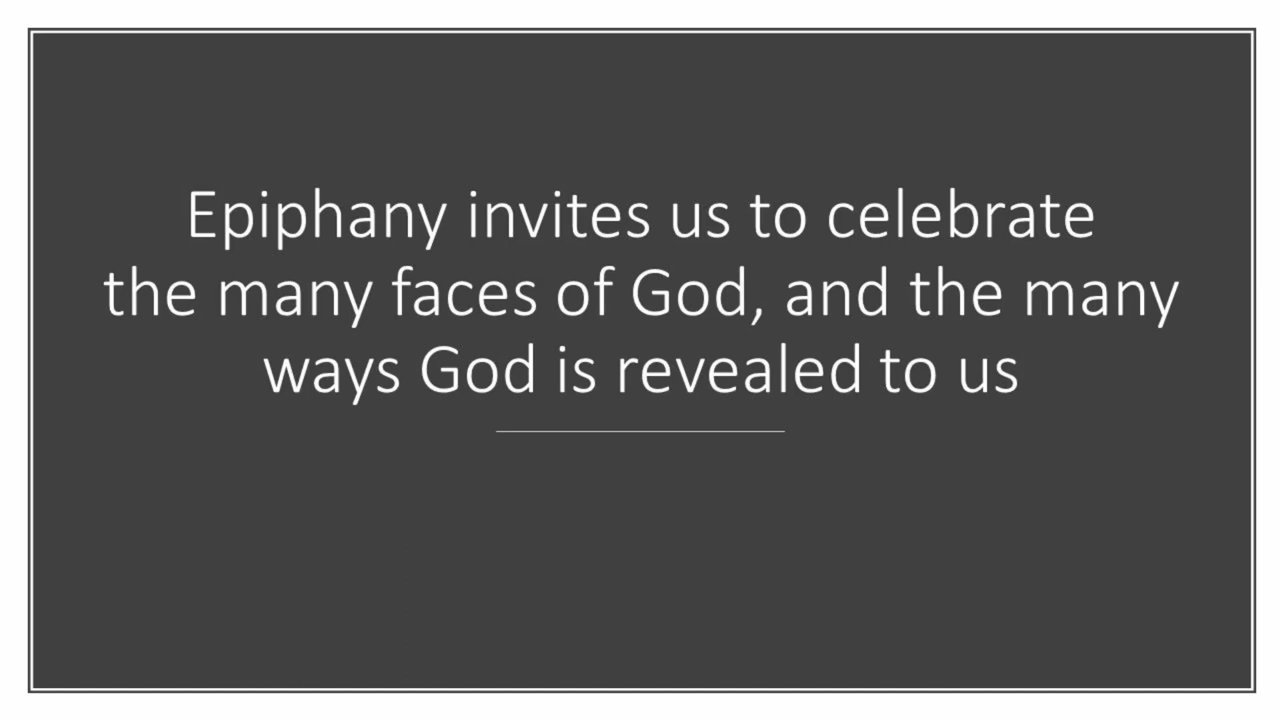 Epiphany invites us to celebrate
the many faces of God, and the many
ways God is revealed to us